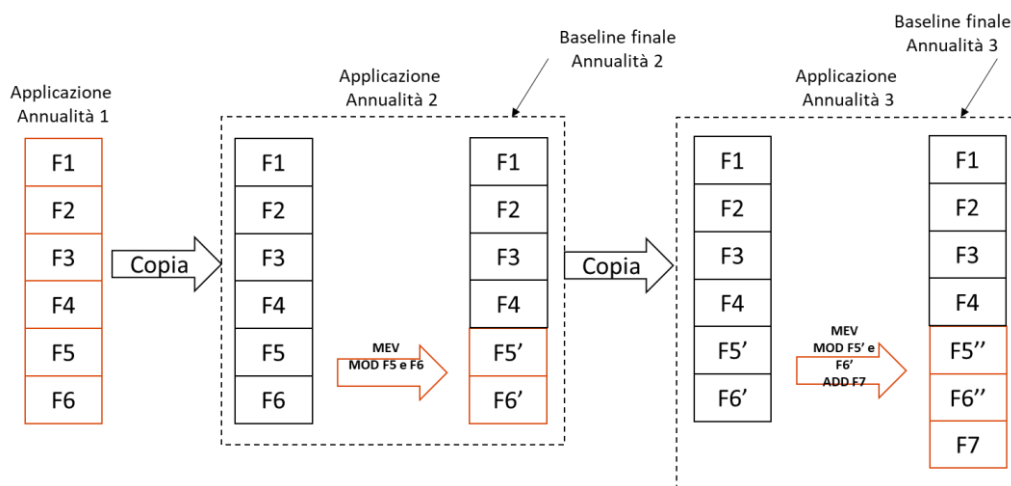 Applicazione
Annualità 1
F1
F2
F3
F4
F5
F6
Copia
Applicazione
Annualità 2
Baseline finale
Annualità 2
F1
F2
F3
F4
F5
F6
MEV
MOD F5 e F6
F1
F2
F3
F4
F5'
F6'
Copia
Applicazione
Annualità 3
Baseline finale
Annualità 3
F1
F2
F3
F4
F5'
F6'
MEV
MOD F5' e
F6'
ADD F7
F1
F2
F3
F4
F5''
F6''
F7